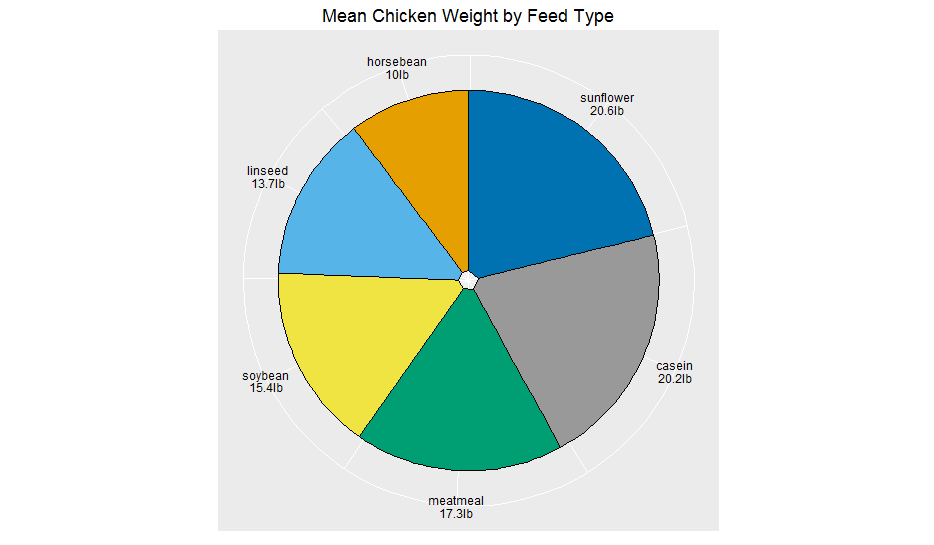 Mean Chicken Weight by Feed Type
horsebean
10lb
sunflower
20.6lb
linseed
13.7lb
casein
20.2lb
soybean
15.4lb
meatmeal
17.3lb